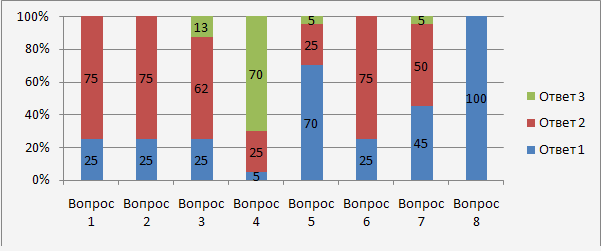 100%
80%
60%
40%
20%
0%
75
25
75
25
13
62
25
70
25
5
5
25
70
75
25
5
50
45
100
Вопрос 1
Вопрос 2
Вопрос 3
Вопрос 4
Вопрос 5
Вопрос 6
Вопрос 7
Вопрос 8
Ответ 3
Ответ 2
Ответ 1